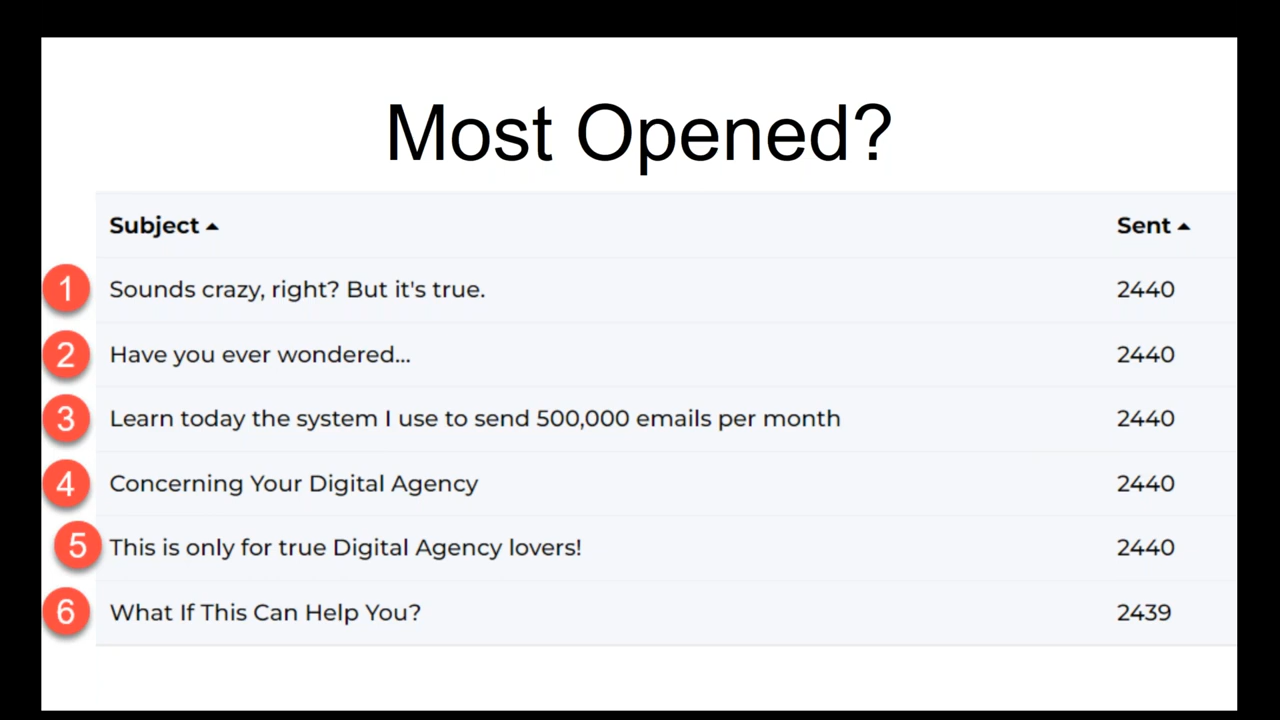 Most Opened?
Subject Sent
1 Sounds crazy, right? But it's true. 2440
2 Have you ever wondered... 2440
3 Learn today the system I use to send 500,000 emails per month 2440
4 Concerning Your Digital Agency 2440
5 This is only for true Digital Agency lovers! 2440
6 What If This Can Help You? 2439